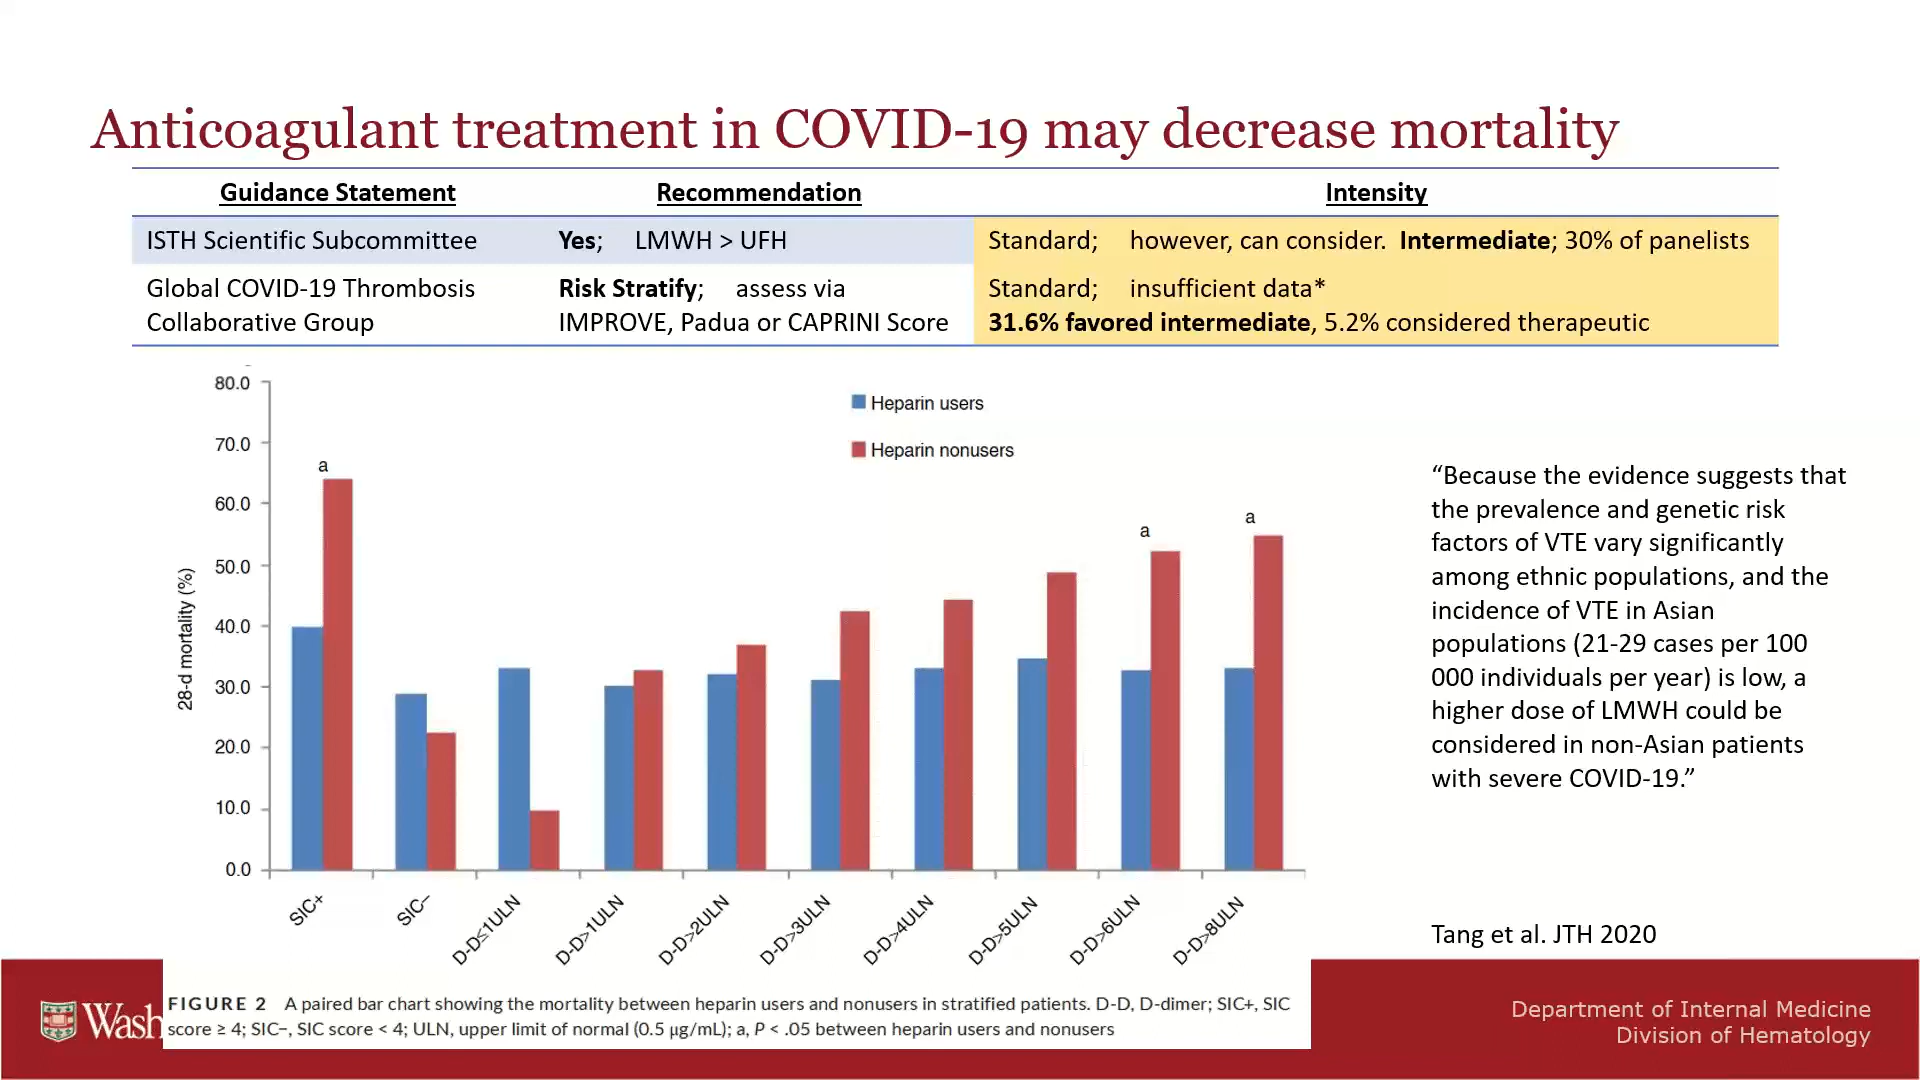 Anticoagulant treatment in COVID-19 may decrease mortality
Guidance Statement Recommendation Intensity
ISTH Scientific Subcommittee Yes; LMWH > UFH Standard; however, can consider. Intermediate; 30% of panelists
Global COVID-19 Thrombosis Risk Stratify; assess via Standard; insufficient data*
Collaborative Group IMPROVE, Padua or CAPRINI Score 31.6% favored intermediate, 5.2% considered therapeutic
28-d mortality (%)
80.0
70.0
60.0
50.0
40.0
30.0
20.0
10.0
0.0
Heparin users
Heparin nonusers
a
a
a
SIC+
SIC–
D-D≤1ULN
D-D>1ULN
D-D>2ULN
D-D>3ULN
D-D>4ULN
D-D>5ULN
D-D>6ULN
D-D>8ULN
“Because the evidence suggests that
the prevalence and genetic risk
factors of VTE vary significantly
among ethnic populations, and the
incidence of VTE in Asian
populations (21-29 cases per 100
000 individuals per year) is low, a
higher dose of LMWH could be
considered in non-Asian patients
with severe COVID-19.”
Tang et al. JTH 2020
FIGURE 2 A paired bar chart showing the mortality between heparin users and nonusers in stratified patients. D-D, D-dimer; SIC+, SIC
score ≥ 4; SIC−, SIC score < 4; ULN, upper limit of normal (0.5 μg/mL); a, P < .05 between heparin users and nonusers
Wash
Department of Internal Medicine
Division of Hematology